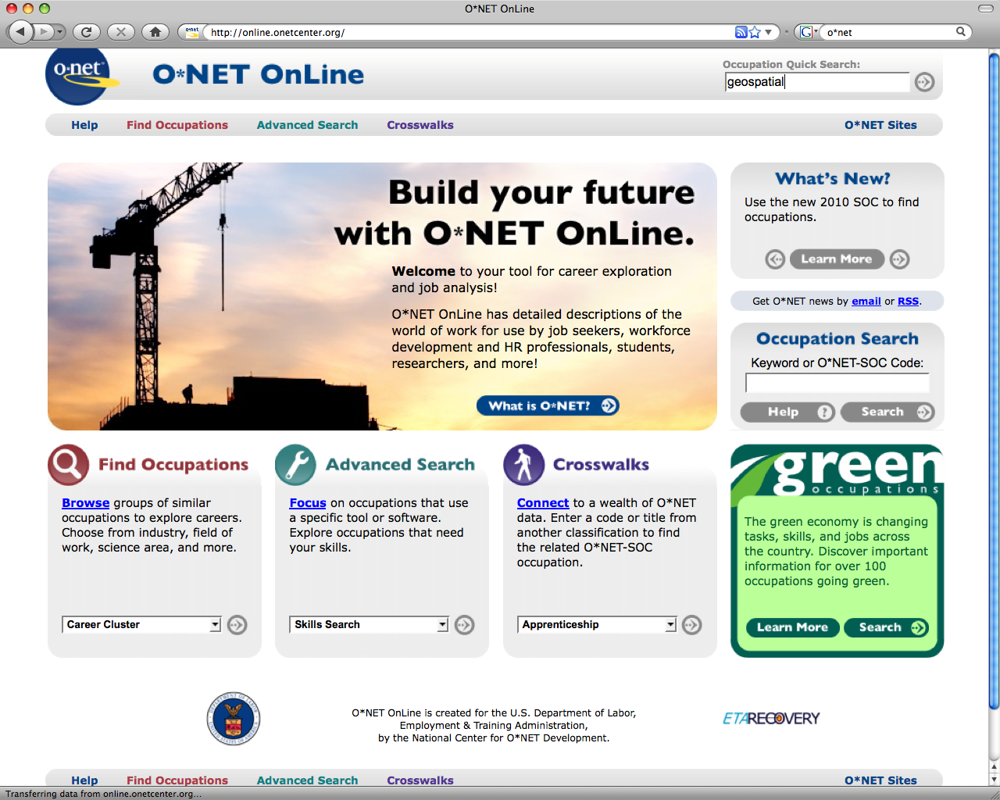 O*NET OnLine
http://online.onetcenter.org/
o*net
o·net
O*NET OnLine
Occupation Quick Search:
geospatial
Help Find Occupations Advanced Search Crosswalks O*NET Sites
Build your future
with O*NET OnLine.
Welcome to your tool for career exploration
and job analysis!
O*NET OnLine has detailed descriptions of the
world of work for use by job seekers, workforce
development and HR professionals, students,
researchers, and more!
What is O*NET?
What's New?
Use the new 2010 SOC to find
occupations.
Learn More
Get O*NET news by email or RSS.
Occupation Search
Keyword or O*NET-SOC Code:
Help ? Search
Find Occupations
Browse groups of similar
occupations to explore careers.
Choose from industry, field of
work, science area, and more.
Career Cluster
Advanced Search
Focus on occupations that use
a specific tool or software.
Explore occupations that need
your skills.
Skills Search
Crosswalks
Connect to a wealth of O*NET
data. Enter a code or title from
another classification to find
the related O*NET-SOC
occupation.
Apprenticeship
green
occupations
The green economy is changing
tasks, skills, and jobs across
the country. Discover important
information for over 100
occupations going green.
Learn More Search
DEPARTMENT OF LABOR
UNITED STATES OF AMERICA
O*NET OnLine is created for the U.S. Department of Labor,
Employment & Training Administration,
by the National Center for O*NET Development.
ETARECOVERY
Help Find Occupations Advanced Search Crosswalks O*NET Sites
Transferring data from online.onetcenter.org...